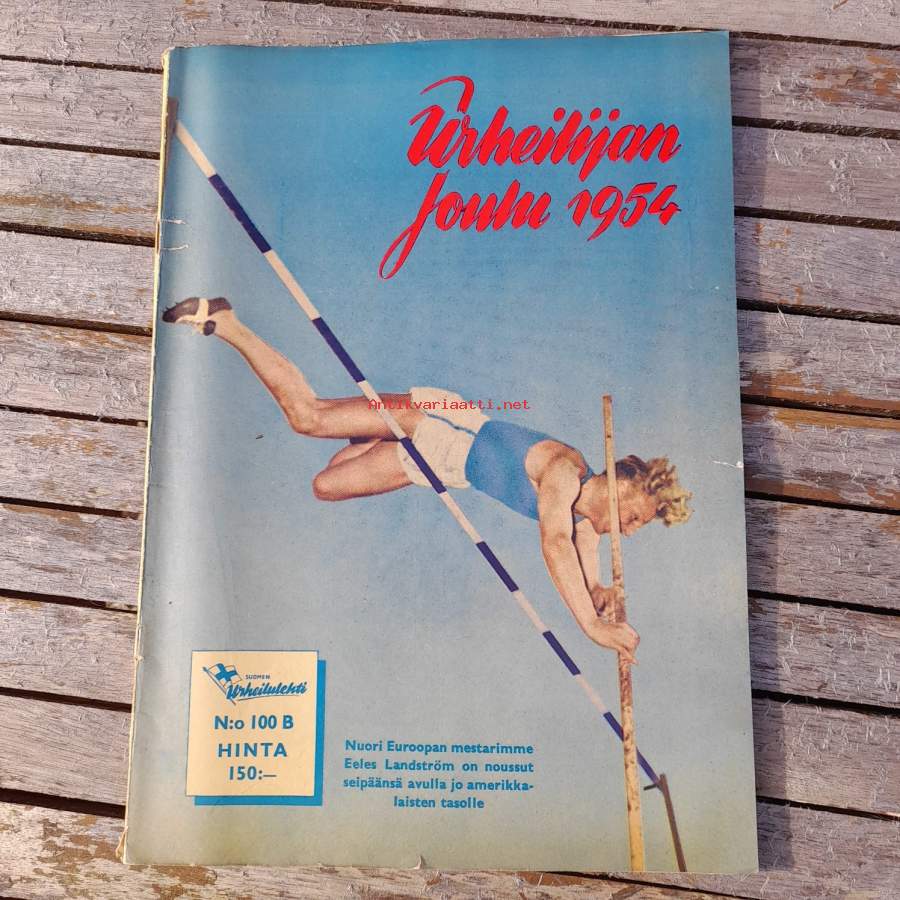 Urheilijan
Joulu 1954
Antikvariaatti.net
SUOMEN
Urheilulehti
N:o 100 B
HINTA
150:—
Nuori Euroopan mestarimme
Eeles Landström on noussut
seipäänsä avulla jo amerikka-
laisten tasolle